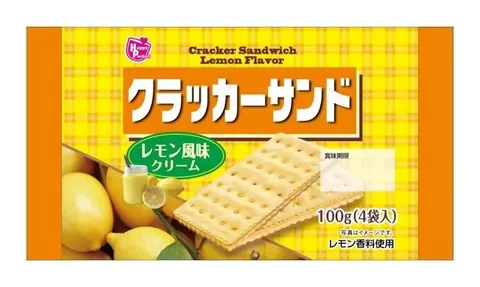 Happy Pocket
Cracker Sandwich
Lemon Flavor
クラッカーサンド
レモン風味
クリーム
賞味期限
100g(4袋入)
写真はイメージです。
レモン香料使用